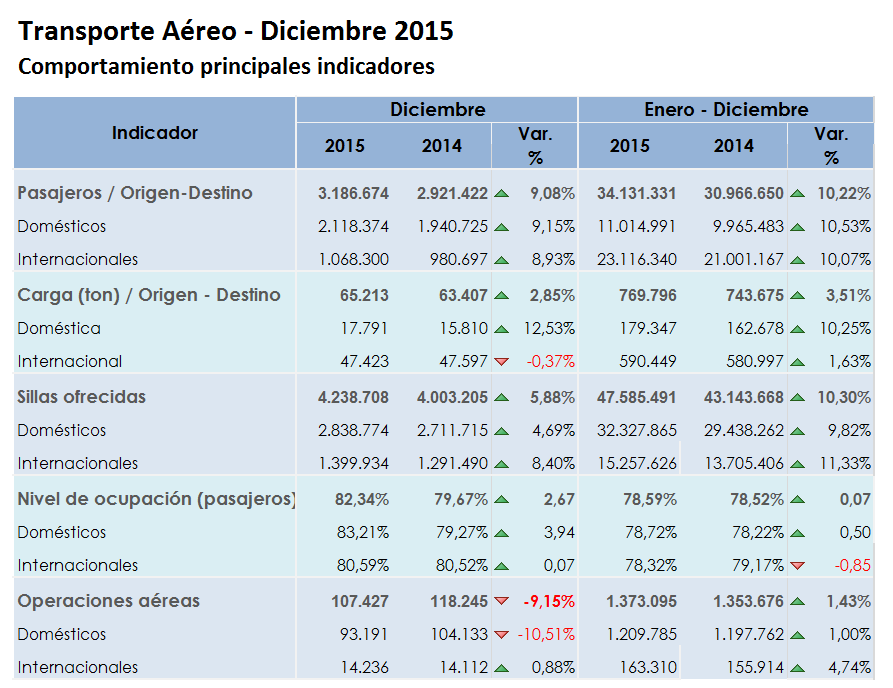 Transporte Aéreo - Diciembre 2015
Comportamiento principales indicadores
Indicador Diciembre Enero - Diciembre
2015 2014 Var. % 2015 2014 Var. %
Pasajeros / Origen-Destino 3.186.674 2.921.422 9,08% 34.131.331 30.966.650 10,22%
Domésticos 2.118.374 1.940.725 9,15% 11.014.991 9.965.483 10,53%
Internacionales 1.068.300 980.697 8,93% 23.116.340 21.001.167 10,07%
Carga (ton) / Origen - Destino 65.213 63.407 2,85% 769.796 743.675 3,51%
Doméstica 17.791 15.810 12,53% 179.347 162.678 10,25%
Internacional 47.423 47.597 -0,37% 590.449 580.997 1,63%
Sillas ofrecidas 4.238.708 4.003.205 5,88% 47.585.491 43.143.668 10,30%
Domésticos 2.838.774 2.711.715 4,69% 32.327.865 29.438.262 9,82%
Internacionales 1.399.934 1.291.490 8,40% 15.257.626 13.705.406 11,33%
Nivel de ocupación (pasajeros) 82,34% 79,67% 2,67 78,59% 78,52% 0,07
Domésticos 83,21% 79,27% 3,94 78,72% 78,22% 0,50
Internacionales 80,59% 80,52% 0,07 78,32% 79,17% -0,85
Operaciones aéreas 107.427 118.245 -9,15% 1.373.095 1.353.676 1,43%
Domésticos 93.191 104.133 -10,51% 1.209.785 1.197.762 1,00%
Internacionales 14.236 14.112 0,88% 163.310 155.914 4,74%